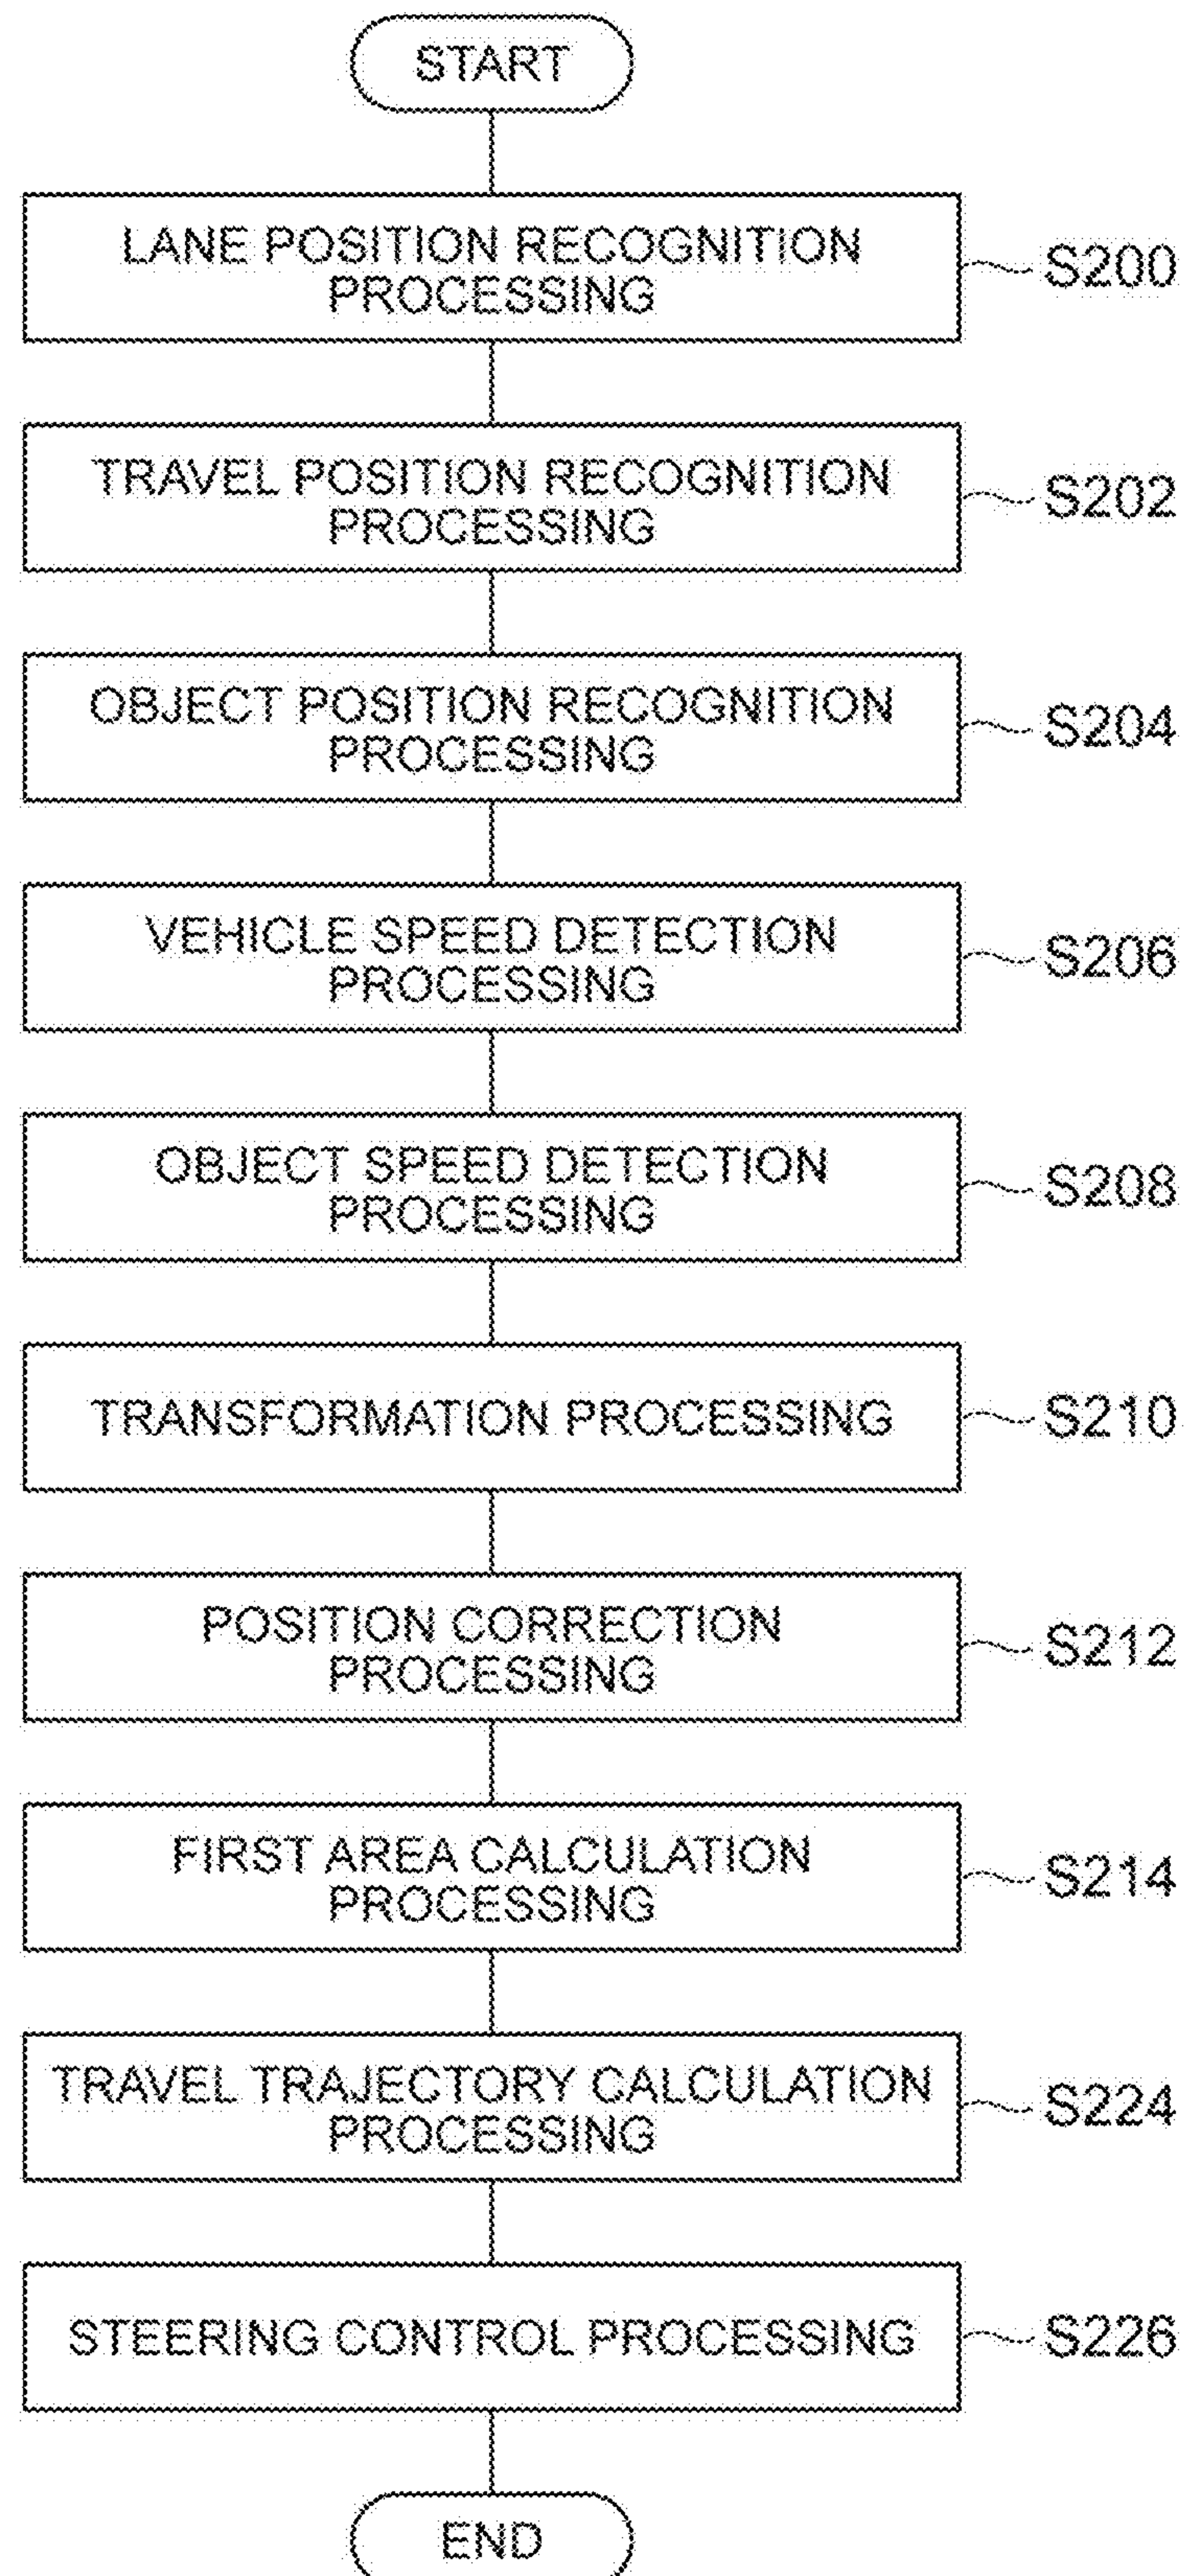 START
LANE POSITION RECOGNITION
PROCESSING
S200
TRAVEL POSITION RECOGNITION
PROCESSING
S202
OBJECT POSITION RECOGNITION
PROCESSING
S204
VEHICLE SPEED DETECTION
PROCESSING
S206
OBJECT SPEED DETECTION
PROCESSING
S208
TRANSFORMATION PROCESSING
S210
POSITION CORRECTION
PROCESSING
S212
FIRST AREA CALCULATION
PROCESSING
S214
TRAVEL TRAJECTORY CALCULATION
PROCESSING
S224
STEERING CONTROL PROCESSING
S226
END